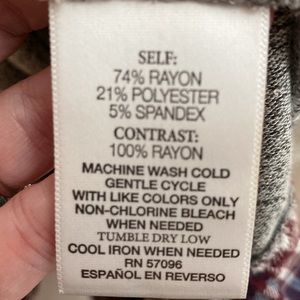 SELF:
74% RAYON
21% POLYESTER
5% SPANDEX
CONTRAST:
100% RAYON
MACHINE WASH COLD
GENTLE CYCLE
WITH LIKE COLORS ONLY
NON-CHLORINE BLEACH
WHEN NEEDED
TUMBLE DRY LOW
COOL IRON WHEN NEEDED
RN 57096
ESPAÑOL EN REVERSO